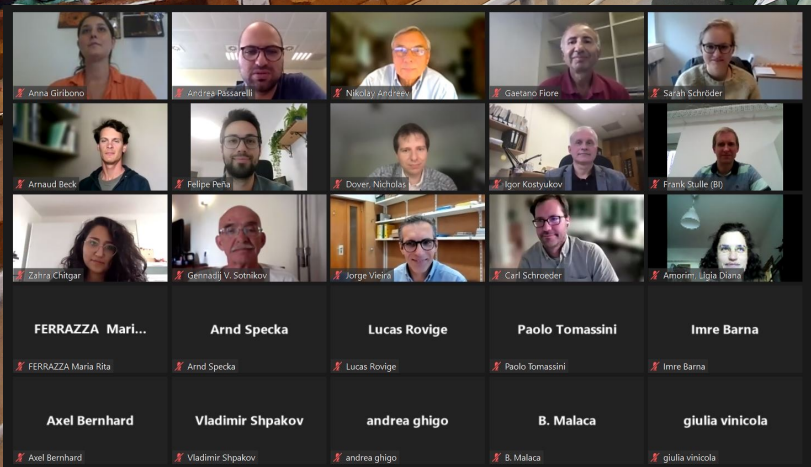 Anna Giribono
Andrea Passarelli
Nikolay Andreev
Gaetano Fiore
Sarah Schröder
Arnaud Beck
Felipe Peña
Dover, Nicholas
Igor Kostyukov
Frank Stulle (BI)
Zahra Chitgar
Gennadij V. Sotnikov
Jorge Vieira
Carl Schroeder
Amorim, Lígia Diana
FERRAZZA Mari...
Arnd Specka
Lucas Rovige
Paolo Tomassini
Imre Barna
FERRAZZA Maria Rita
Arnd Specka
Lucas Rovige
Paolo Tomassini
Imre Barna
Axel Bernhard
Vladimir Shpakov
andrea ghigo
B. Malaca
giulia vinicola
Axel Bernhard
Vladimir Shpakov
andrea ghigo
B. Malaca
giulia vinicola